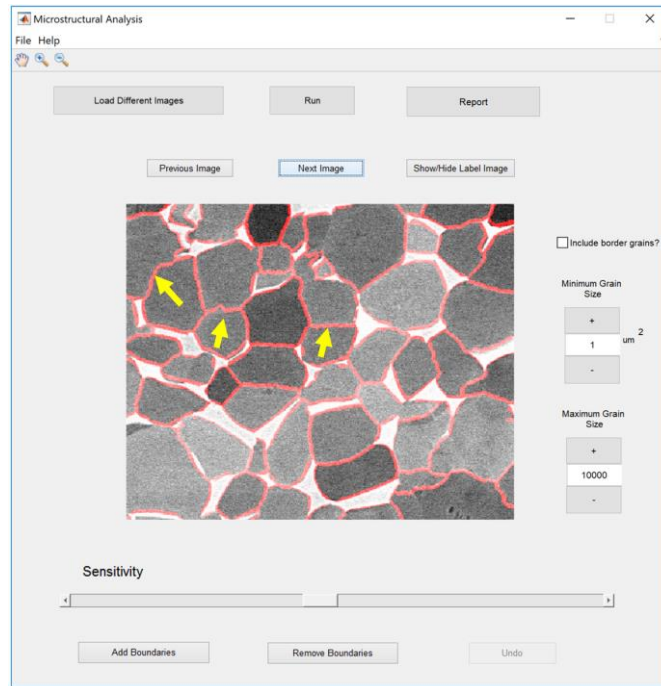 Microstructural Analysis
File Help
Load Different Images
Run
Report
Previous Image
Next Image
Show/Hide Label Image
Include border grains?
Minimum Grain
Size
+
1
um 2
-
Maximum Grain
Size
+
10000
-
Sensitivity
Add Boundaries
Remove Boundaries
Undo